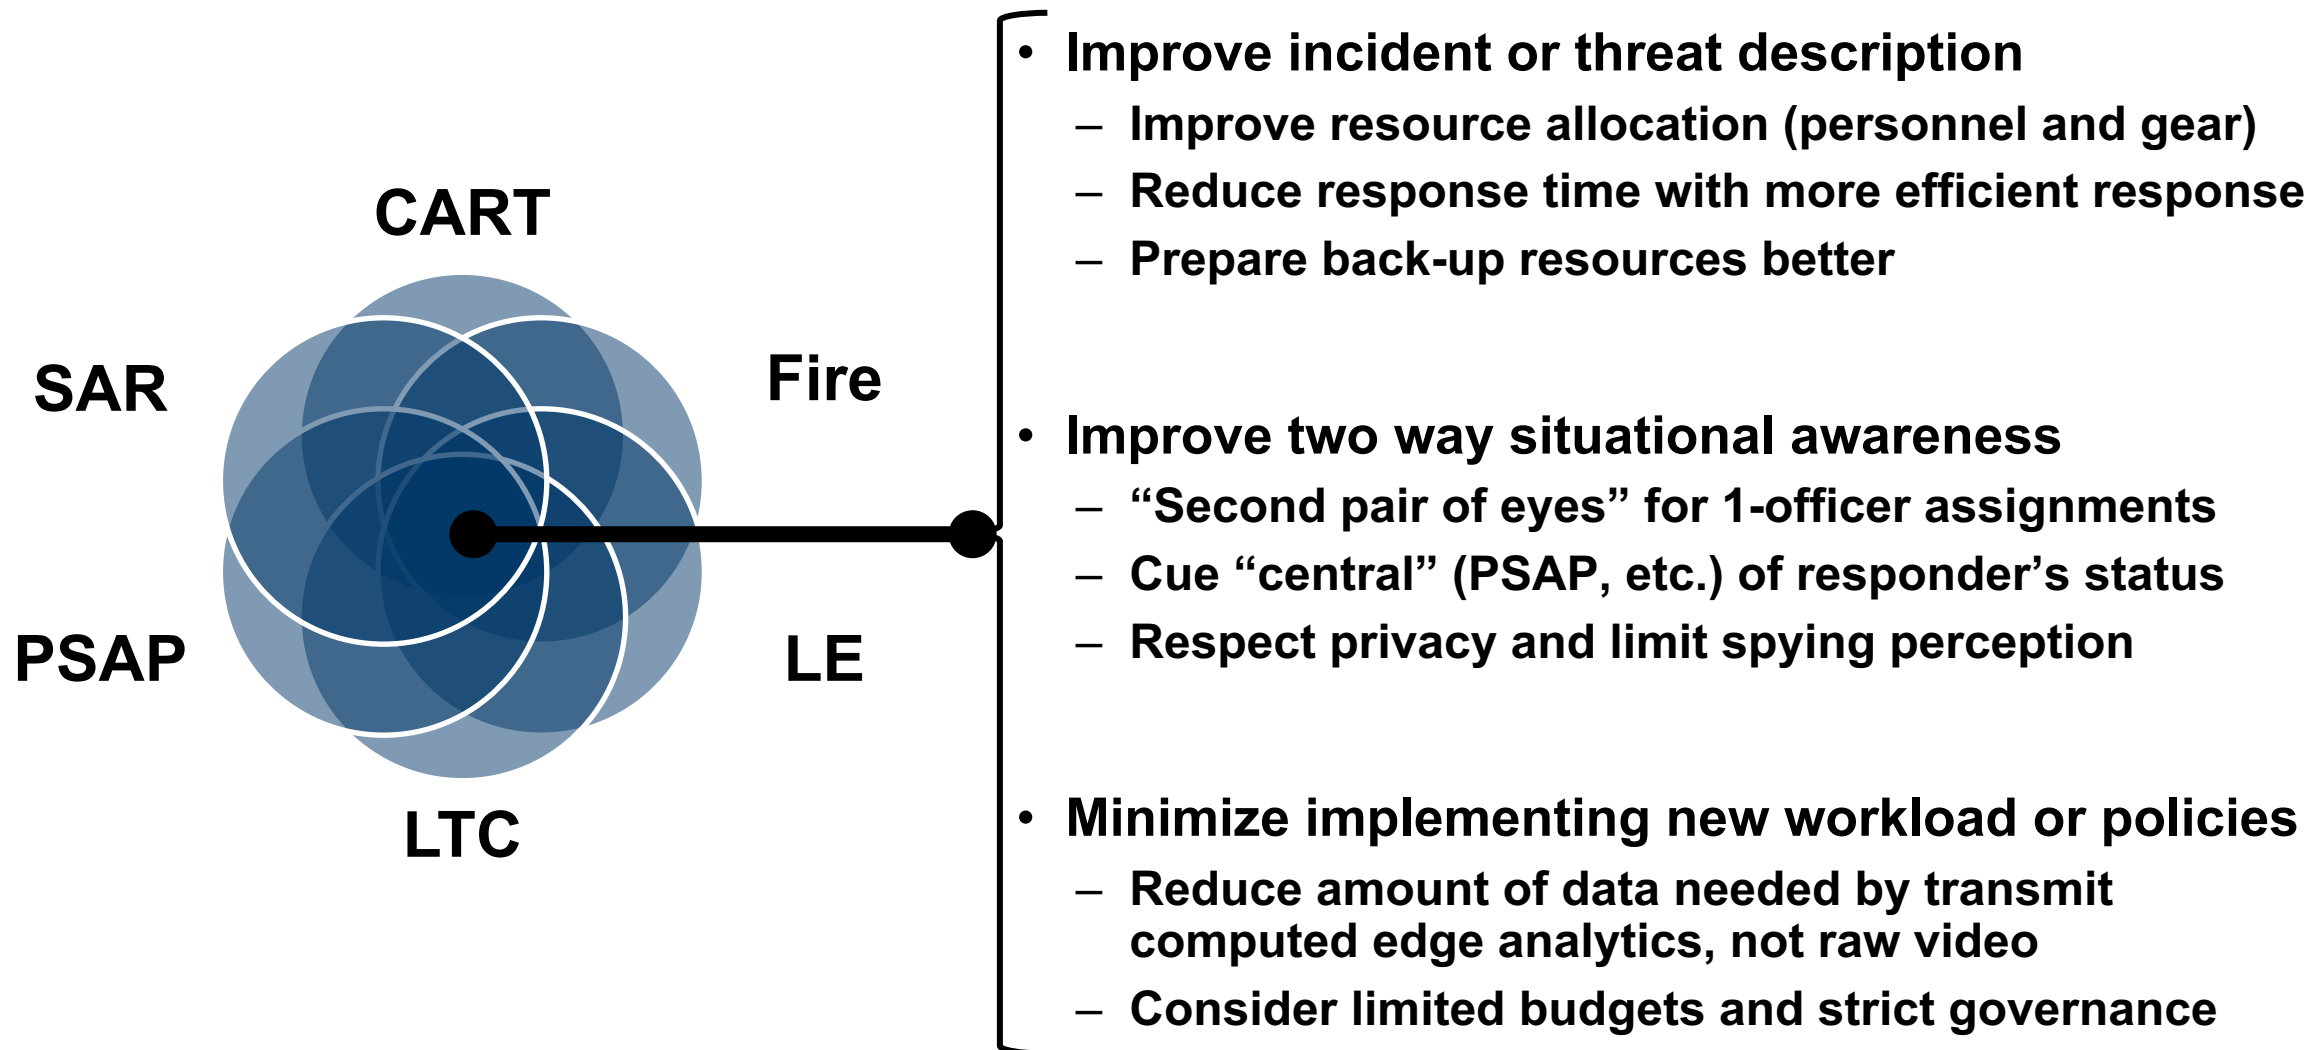 CART
SAR
Fire
PSAP
LE
LTC
• Improve incident or threat description
– Improve resource allocation (personnel and gear)
– Reduce response time with more efficient response
– Prepare back-up resources better
• Improve two way situational awareness
– “Second pair of eyes” for 1-officer assignments
– Cue “central” (PSAP, etc.) of responder’s status
– Respect privacy and limit spying perception
• Minimize implementing new workload or policies
– Reduce amount of data needed by transmit
computed edge analytics, not raw video
– Consider limited budgets and strict governance